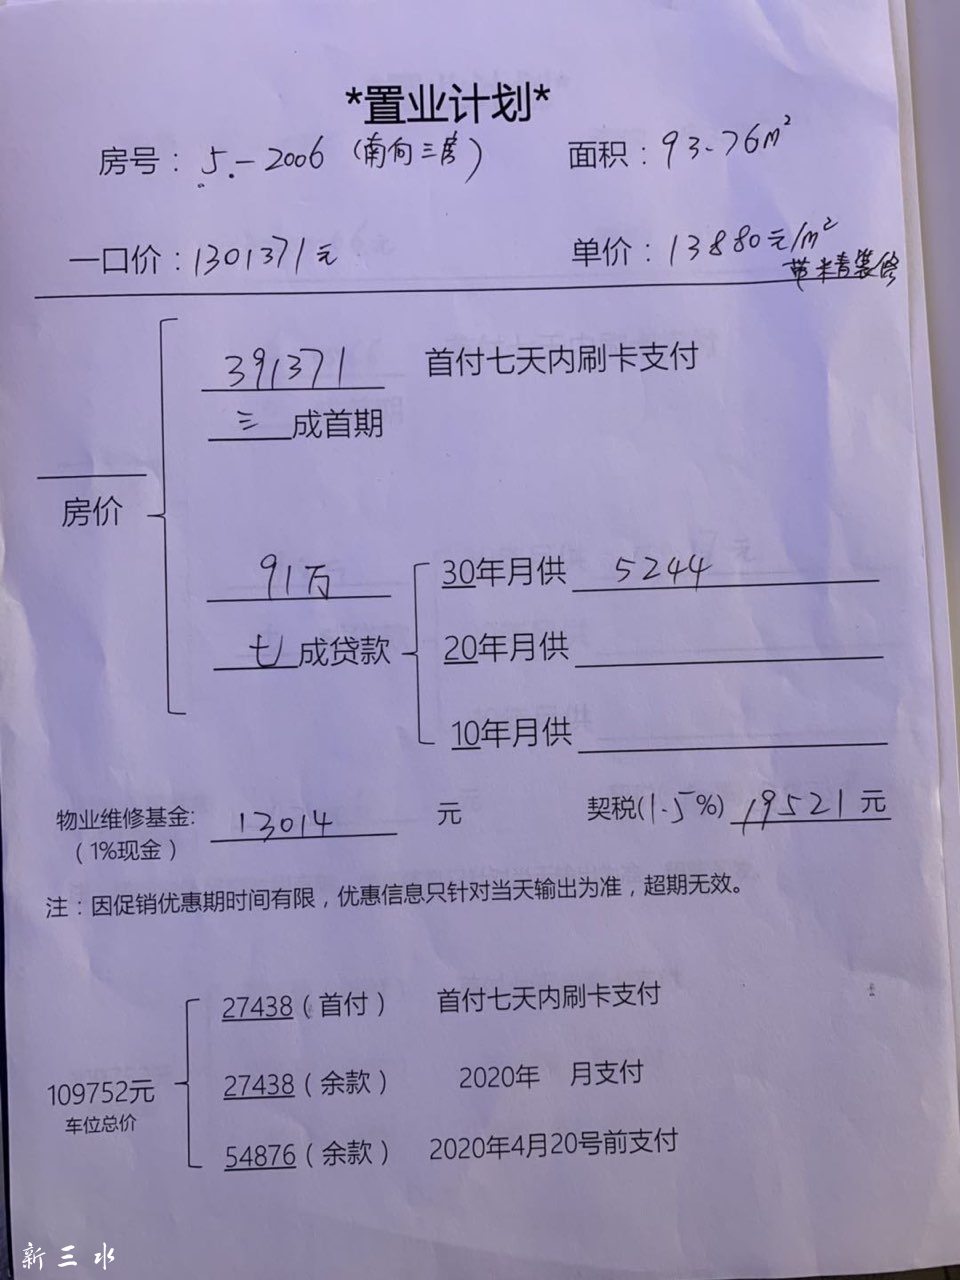 *置业计划*
房号：5.-2006（南向三房） 面积：93.76m²
一口价：1301371元 单价：13880元/m²
带精装修
391371 首付七天内刷卡支付
三成首期
房价
91万 30年月供 5244
七成贷款 20年月供
10年月供
物业维修基金: 13014 元 契税(1.5%) 19521元
（1%现金）
注：因促销优惠期时间有限，优惠信息只针对当天输出为准，超期无效。
27438（首付） 首付七天内刷卡支付
27438（余款） 2020年 月支付
109752元
车位总价
54876（余款） 2020年4月20号前支付
新三水